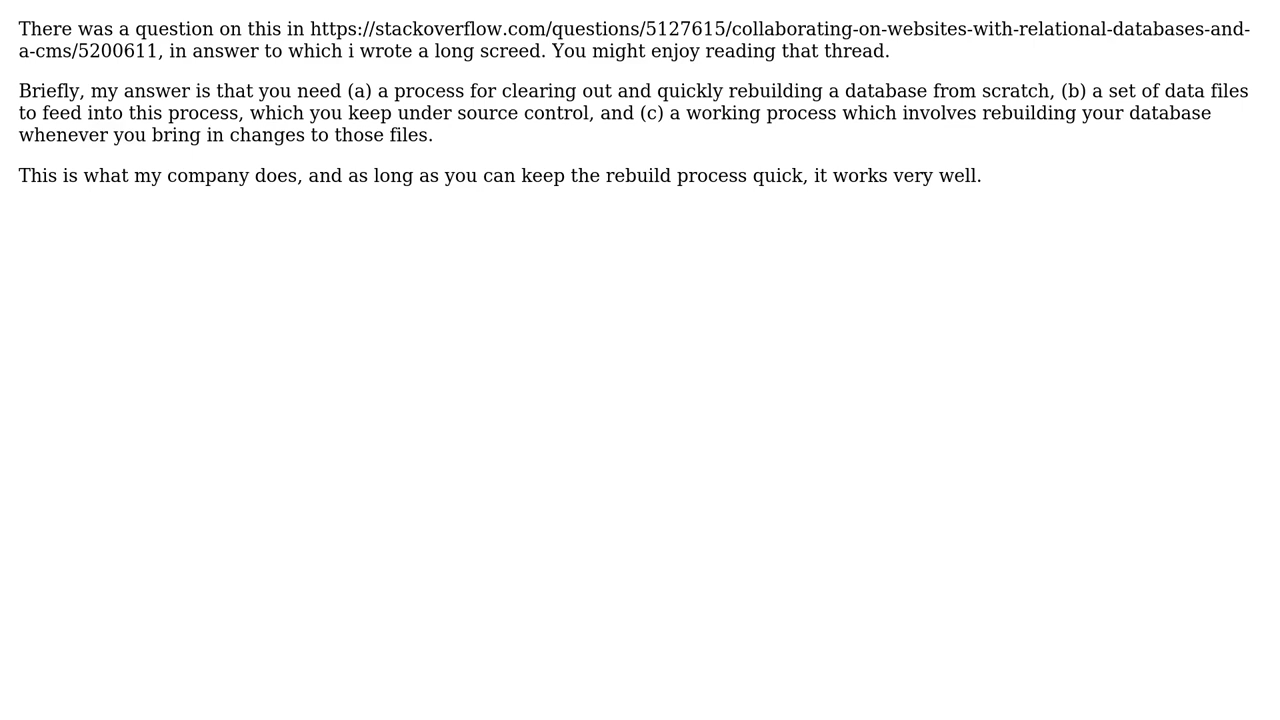 There was a question on this in https://stackoverflow.com/questions/5127615/collaborating-on-websites-with-relational-databases-and-
a-cms/5200611, in answer to which i wrote a long screed. You might enjoy reading that thread.
Briefly, my answer is that you need (a) a process for clearing out and quickly rebuilding a database from scratch, (b) a set of data files
to feed into this process, which you keep under source control, and (c) a working process which involves rebuilding your database
whenever you bring in changes to those files.
This is what my company does, and as long as you can keep the rebuild process quick, it works very well.